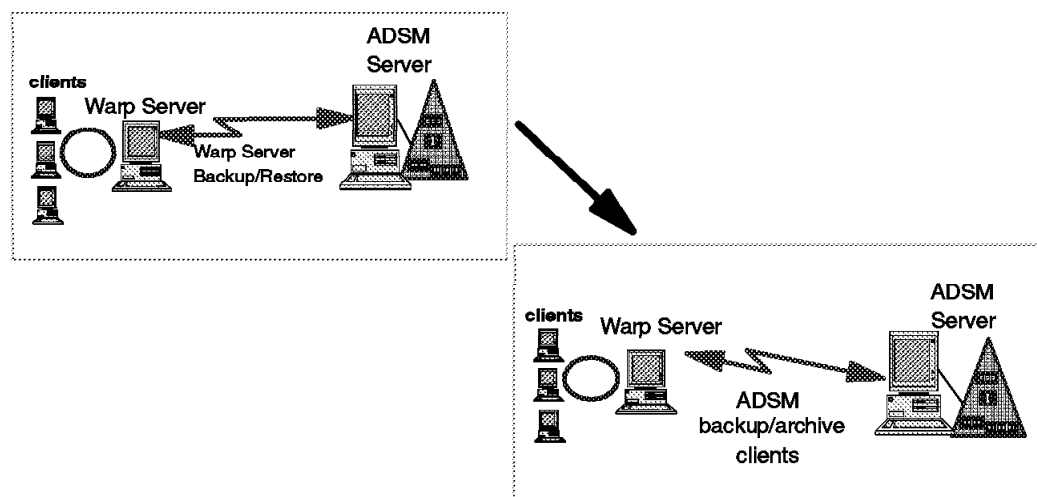 ADSM
Server
clients
Warp Server
Warp Server
Backup/Restore
ADSM
Server
clients
Warp Server
ADSM
backup/archive
clients